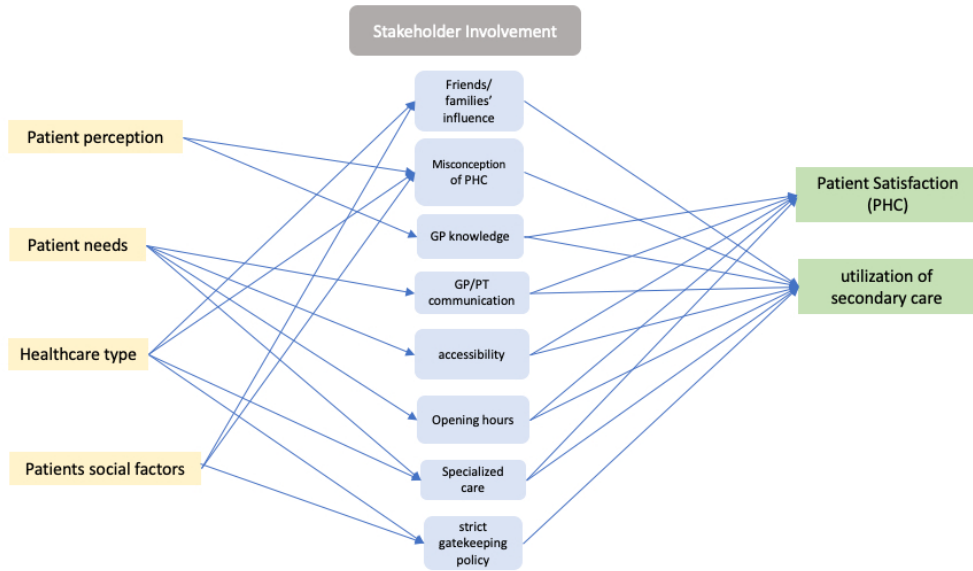 Stakeholder Involvement
Patient perception
Patient needs
Healthcare type
Patients social factors
Friends/
families’
influence
Misconception
of PHC
GP knowledge
GP/PT
communication
accessibility
Opening hours
Specialized
care
strict
gatekeeping
policy
Patient Satisfaction
(PHC)
utilization of
secondary care